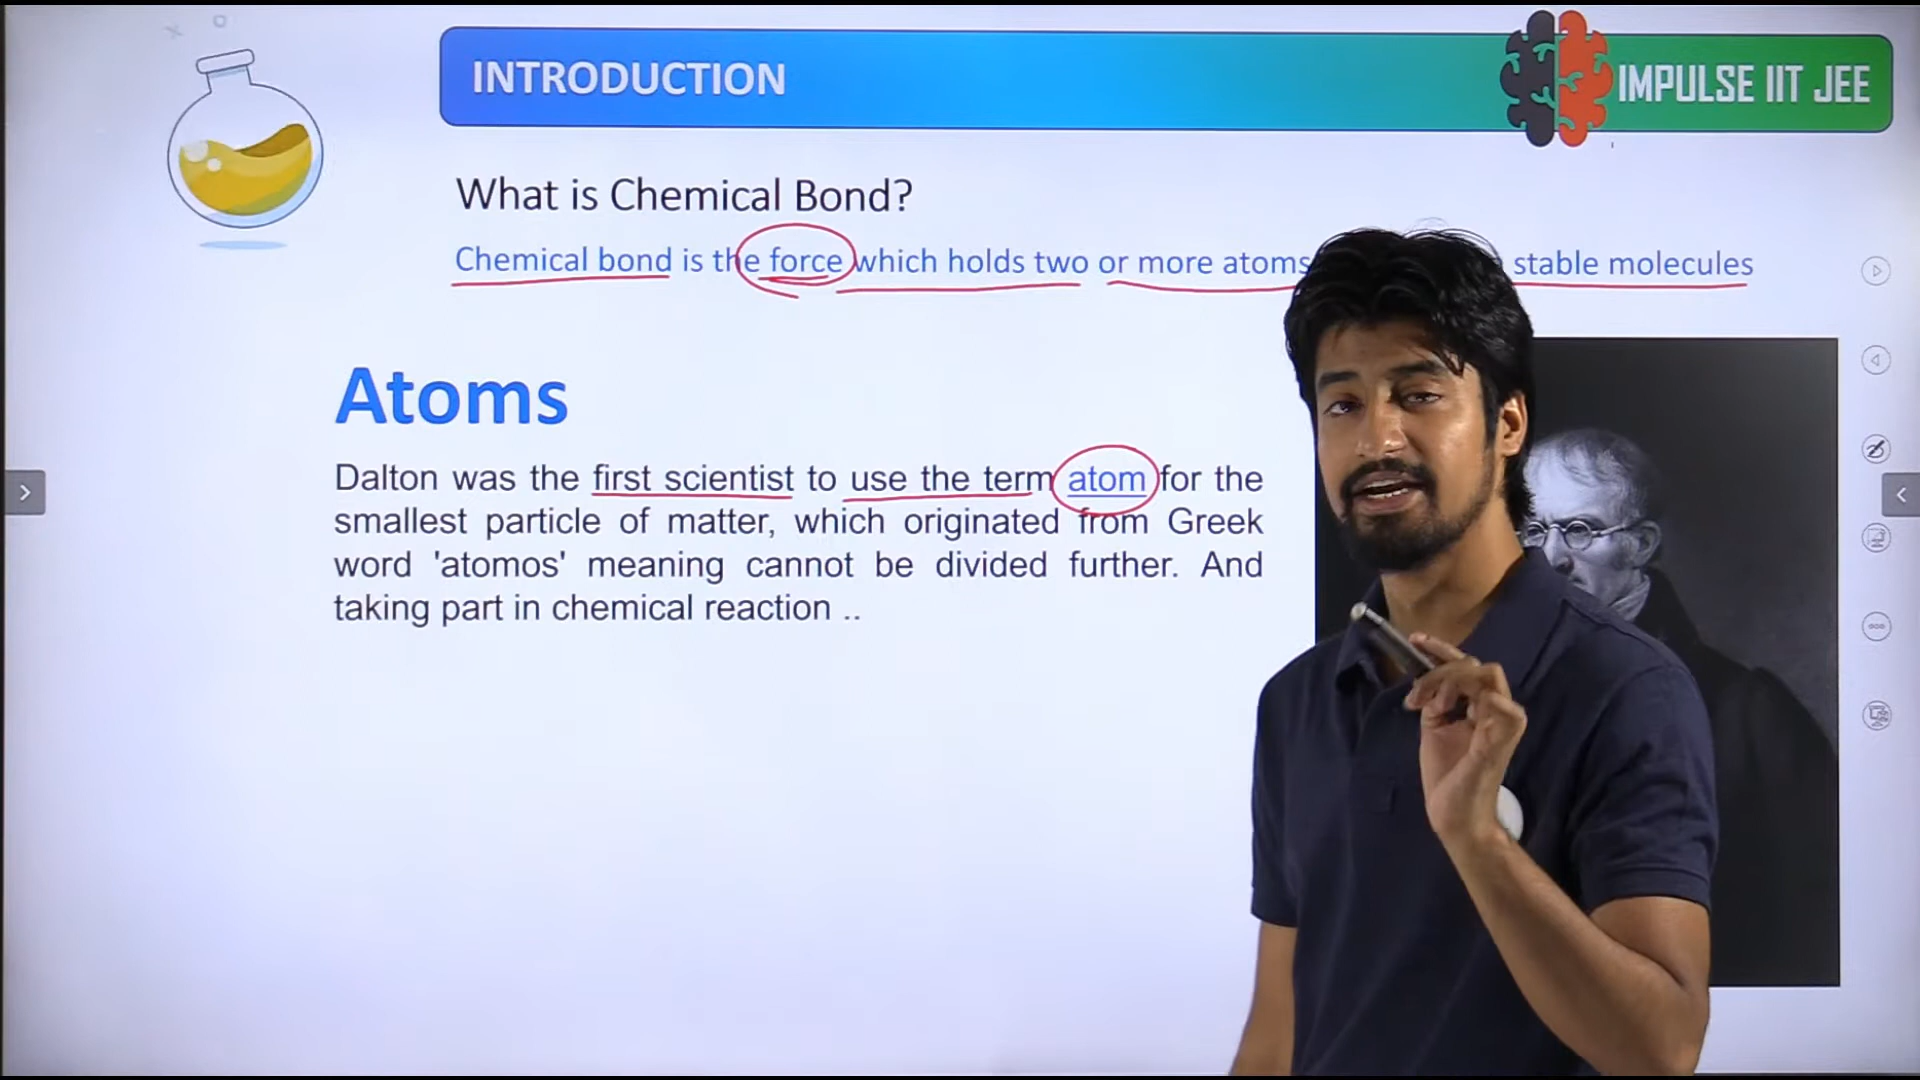 INTRODUCTION
IMPULSE IIT JEE
What is Chemical Bond?
Chemical bond is the force which holds two or more atoms stable molecules
Atoms
Dalton was the first scientist to use the term atom for the
smallest particle of matter, which originated from Greek
word 'atomos' meaning cannot be divided further. And
taking part in chemical reaction ..